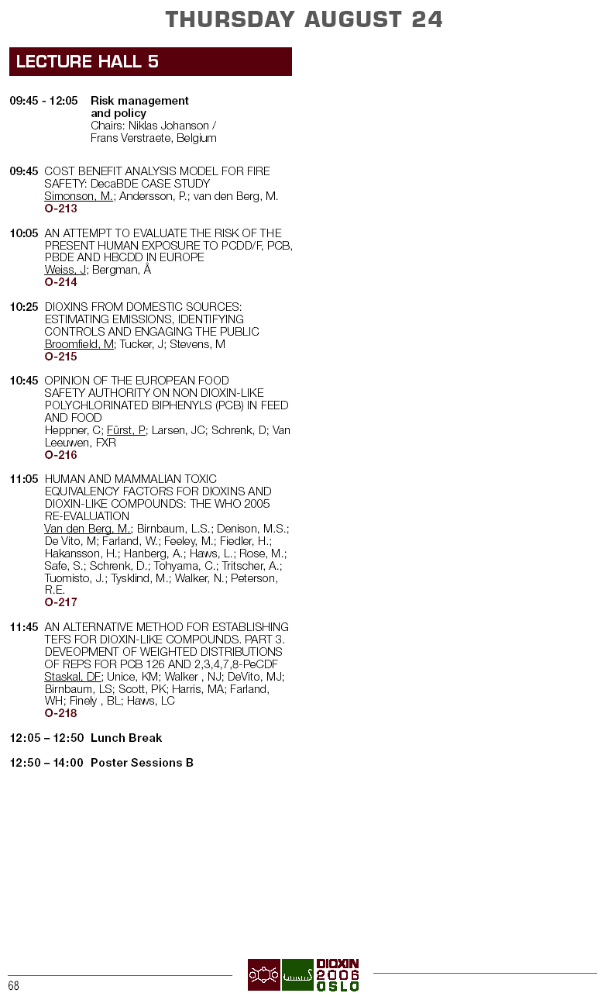 THURSDAY AUGUST 24
LECTURE HALL 5
09:45 - 12:05 Risk management
and policy
Chairs: Niklas Johanson /
Frans Verstraete, Belgium
09:45 COST BENEFIT ANALYSIS MODEL FOR FIRE
SAFETY: DecaBDE CASE STUDY
Simonson, M.; Andersson, P.; van den Berg, M.
O-213
10:05 AN ATTEMPT TO EVALUATE THE RISK OF THE
PRESENT HUMAN EXPOSURE TO PCDD/F, PCB,
PBDE AND HBCDD IN EUROPE
Weiss, J; Bergman, Å
O-214
10:25 DIOXINS FROM DOMESTIC SOURCES:
ESTIMATING EMISSIONS, IDENTIFYING
CONTROLS AND ENGAGING THE PUBLIC
Broomfield, M; Tucker, J; Stevens, M
O-215
10:45 OPINION OF THE EUROPEAN FOOD
SAFETY AUTHORITY ON NON DIOXIN-LIKE
POLYCHLORINATED BIPHENYLS (PCB) IN FEED
AND FOOD
Heppner, C; Fürst, P; Larsen, JC; Schrenk, D; Van
Leeuwen, FXR
O-216
11:05 HUMAN AND MAMMALIAN TOXIC
EQUIVALENCY FACTORS FOR DIOXINS AND
DIOXIN-LIKE COMPOUNDS: THE WHO 2005
RE-EVALUATION
Van den Berg, M.; Birnbaum, L.S.; Denison, M.S.;
De Vito, M; Farland, W.; Feeley, M.; Fiedler, H.;
Hakansson, H.; Hanberg, A.; Haws, L.; Rose, M.;
Safe, S.; Schrenk, D.; Tohyama, C.; Tritscher, A.;
Tuomisto, J.; Tysklind, M.; Walker, N.; Peterson,
R.E.
O-217
11:45 AN ALTERNATIVE METHOD FOR ESTABLISHING
TEFS FOR DIOXIN-LIKE COMPOUNDS. PART 3.
DEVEOPMENT OF WEIGHTED DISTRIBUTIONS
OF REPS FOR PCB 126 AND 2,3,4,7,8-PeCDF
Staskal, DF; Unice, KM; Walker , NJ; DeVito, MJ;
Birnbaum, LS; Scott, PK; Harris, MA; Farland,
WH; Finely , BL; Haws, LC
O-218
12:05 – 12:50 Lunch Break
12:50 – 14:00 Poster Sessions B
DIOXIN
2006
OSLO
68